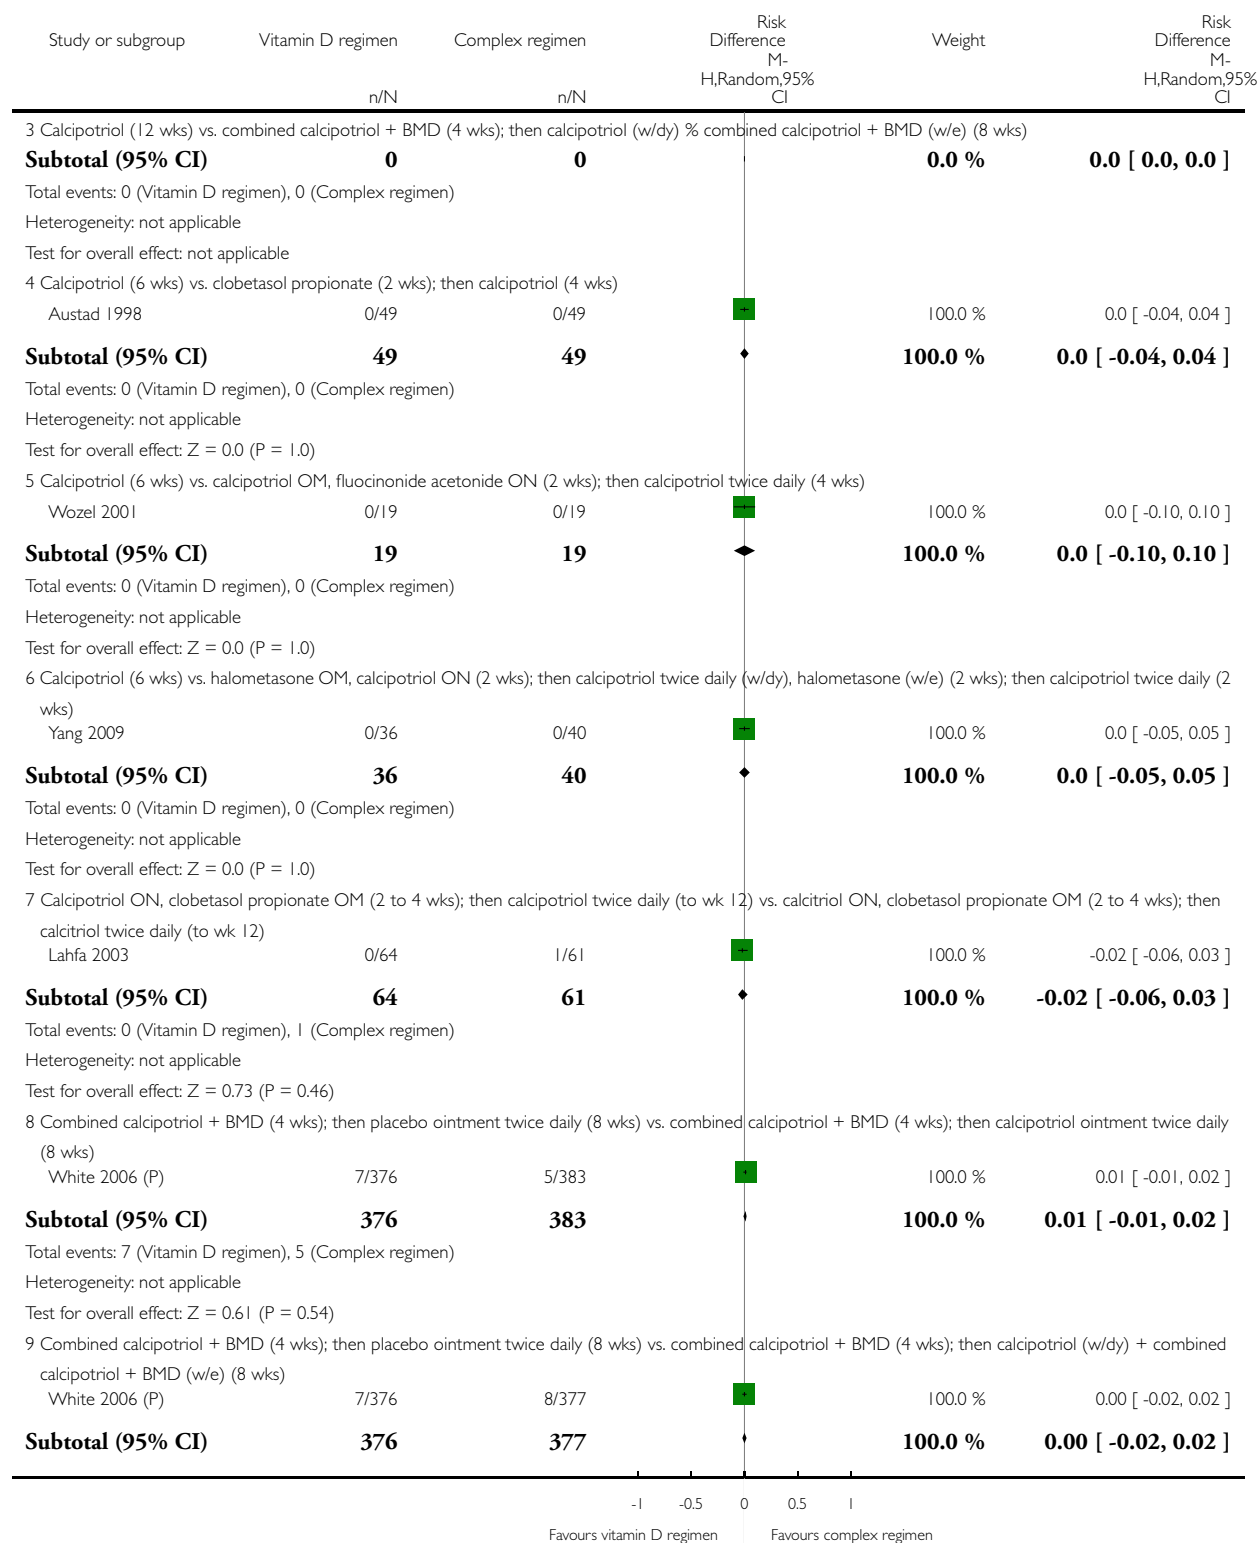 Study or subgroup Vitamin D regimen Complex regimen Risk Difference Weight Risk Difference
M-H,Random,95% CI M-H,Random,95% CI
n/N n/N
3 Calcipotriol (12 wks) vs. combined calcipotriol + BMD (4 wks); then calcipotriol (w/dy) % combined calcipotriol + BMD (w/e) (8 wks)
Subtotal (95% CI) 0 0 0.0 % 0.0 [ 0.0, 0.0 ]
Total events: 0 (Vitamin D regimen), 0 (Complex regimen)
Heterogeneity: not applicable
Test for overall effect: not applicable
4 Calcipotriol (6 wks) vs. clobetasol propionate (2 wks); then calcipotriol (4 wks)
Austad 1998 0/49 0/49 100.0 % 0.0 [ -0.04, 0.04 ]
Subtotal (95% CI) 49 49 100.0 % 0.0 [ -0.04, 0.04 ]
Total events: 0 (Vitamin D regimen), 0 (Complex regimen)
Heterogeneity: not applicable
Test for overall effect: Z = 0.0 (P = 1.0)
5 Calcipotriol (6 wks) vs. calcipotriol OM, fluocinonide acetonide ON (2 wks); then calcipotriol twice daily (4 wks)
Wozel 2001 0/19 0/19 100.0 % 0.0 [ -0.10, 0.10 ]
Subtotal (95% CI) 19 19 100.0 % 0.0 [ -0.10, 0.10 ]
Total events: 0 (Vitamin D regimen), 0 (Complex regimen)
Heterogeneity: not applicable
Test for overall effect: Z = 0.0 (P = 1.0)
6 Calcipotriol (6 wks) vs. halometasone OM, calcipotriol ON (2 wks); then calcipotriol twice daily (w/dy), halometasone (w/e) (2 wks); then calcipotriol twice daily (2
wks)
Yang 2009 0/36 0/40 100.0 % 0.0 [ -0.05, 0.05 ]
Subtotal (95% CI) 36 40 100.0 % 0.0 [ -0.05, 0.05 ]
Total events: 0 (Vitamin D regimen), 0 (Complex regimen)
Heterogeneity: not applicable
Test for overall effect: Z = 0.0 (P = 1.0)
7 Calcipotriol ON, clobetasol propionate OM (2 to 4 wks); then calcipotriol twice daily (to wk 12) vs. calcitriol ON, clobetasol propionate OM (2 to 4 wks); then
calcitriol twice daily (to wk 12)
Lahfa 2003 0/64 1/61 100.0 % -0.02 [ -0.06, 0.03 ]
Subtotal (95% CI) 64 61 100.0 % -0.02 [ -0.06, 0.03 ]
Total events: 0 (Vitamin D regimen), 1 (Complex regimen)
Heterogeneity: not applicable
Test for overall effect: Z = 0.73 (P = 0.46)
8 Combined calcipotriol + BMD (4 wks); then placebo ointment twice daily (8 wks) vs. combined calcipotriol + BMD (4 wks); then calcipotriol ointment twice daily
(8 wks)
White 2006 (P) 7/376 5/383 100.0 % 0.01 [ -0.01, 0.02 ]
Subtotal (95% CI) 376 383 100.0 % 0.01 [ -0.01, 0.02 ]
Total events: 7 (Vitamin D regimen), 5 (Complex regimen)
Heterogeneity: not applicable
Test for overall effect: Z = 0.61 (P = 0.54)
9 Combined calcipotriol + BMD (4 wks); then placebo ointment twice daily (8 wks) vs. combined calcipotriol + BMD (4 wks); then calcipotriol (w/dy) + combined
calcipotriol + BMD (w/e) (8 wks)
White 2006 (P) 7/376 8/377 100.0 % 0.00 [ -0.02, 0.02 ]
Subtotal (95% CI) 376 377 100.0 % 0.00 [ -0.02, 0.02 ]
-1 -0.5 0 0.5 1
Favours vitamin D regimen Favours complex regimen